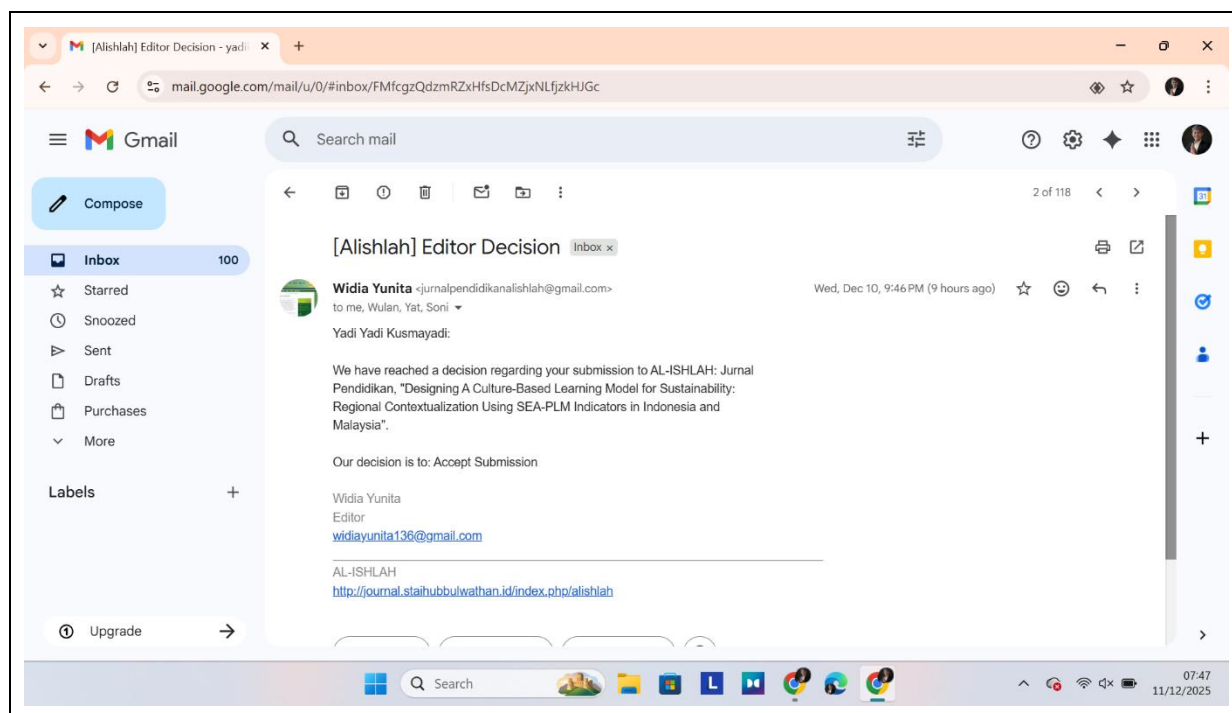 [Alishlah] Editor Decision - yadi
mail.google.com/mail/u/0/#inbox/FMfcgzQdzmRZxHfsDcMZjxNLfjzkHJGc
Gmail
Search mail
Compose
2 of 118
Inbox 100
Starred
Snoozed
Sent
Drafts
Purchases
More
Labels
Upgrade
[Alishlah] Editor Decision Inbox ×
Widia Yunita <jurnalpendidikanalishlah@gmail.com> Wed, Dec 10, 9:46 PM (9 hours ago)
to me, Wulan, Yat, Soni
Yadi Yadi Kusmayadi:
We have reached a decision regarding your submission to AL-ISHLAH: Jurnal
Pendidikan, "Designing A Culture-Based Learning Model for Sustainability:
Regional Contextualization Using SEA-PLM Indicators in Indonesia and
Malaysia".
Our decision is to: Accept Submission
Widia Yunita
Editor
widiayunita136@gmail.com
AL-ISHLAH
http://journal.staihubbulwathan.id/index.php/alishlah
31
L
Search
07:47
11/12/2025